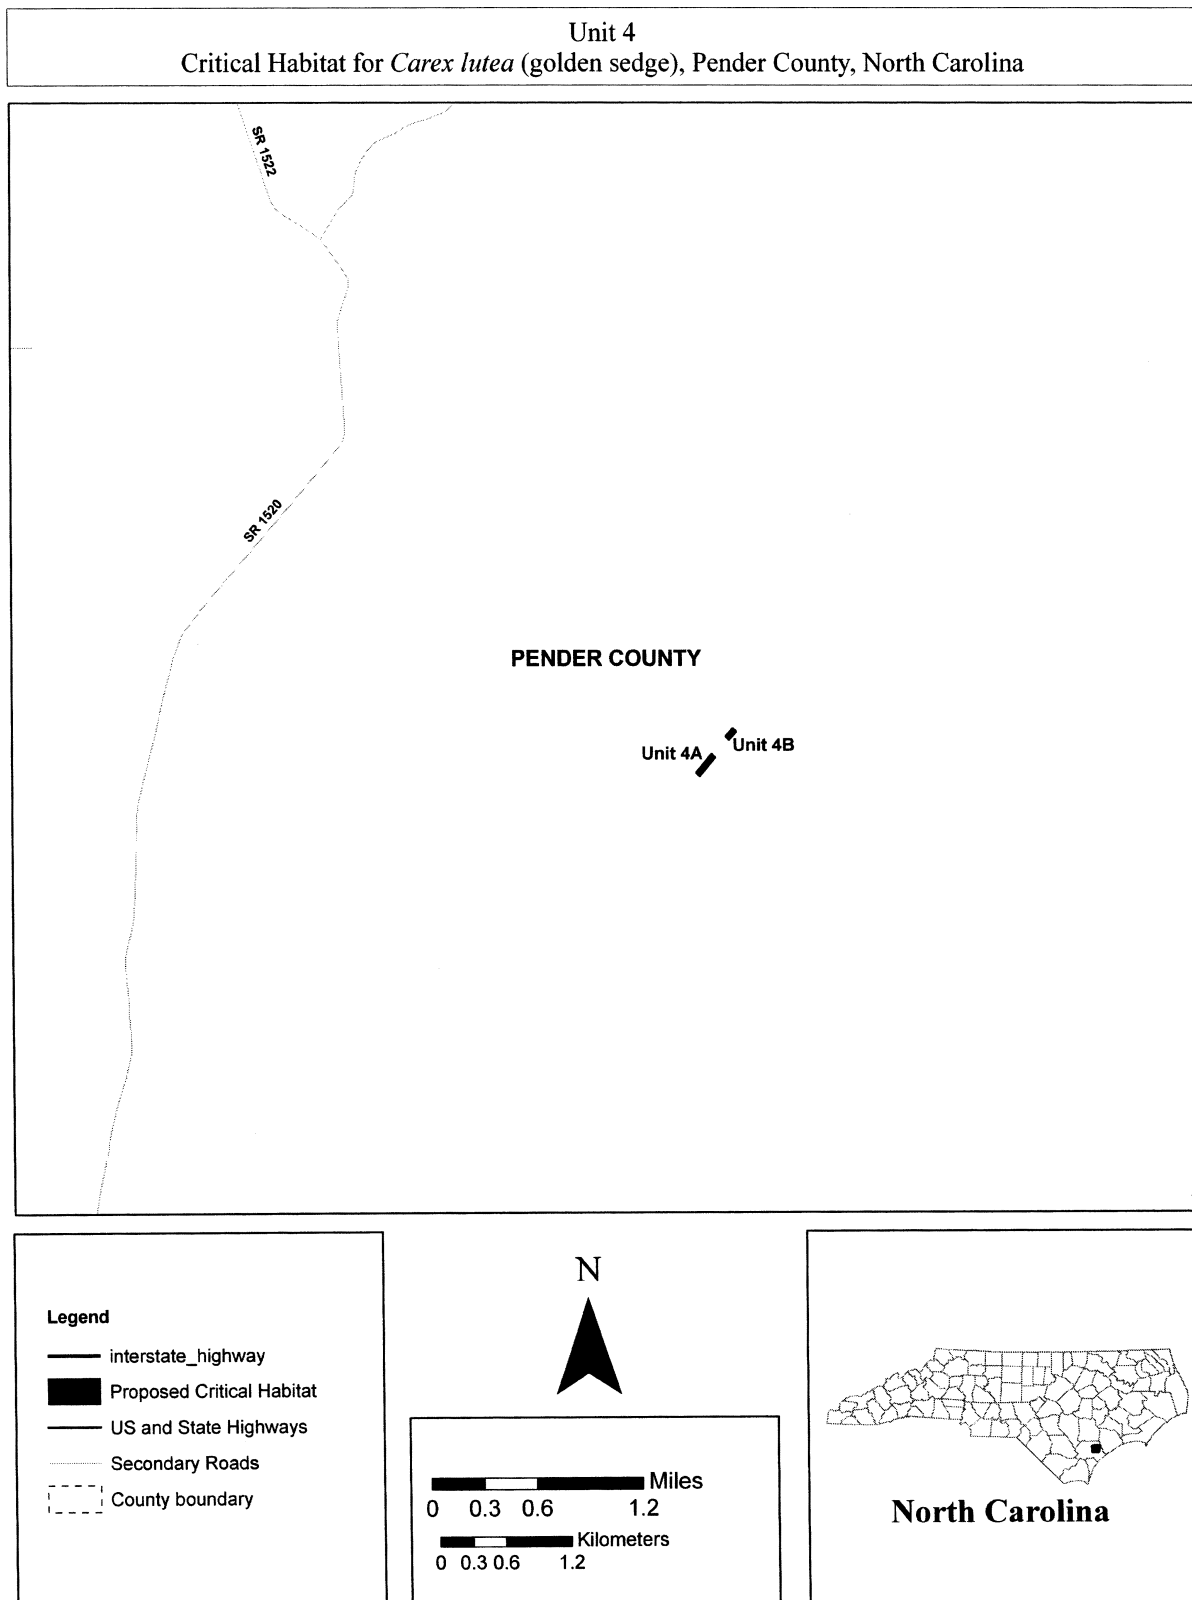 Unit 4
Critical Habitat for Carex lutea (golden sedge), Pender County, North Carolina
SR 1522
SR 1520
PENDER COUNTY
Unit 4A
Unit 4B
Legend
interstate_highway
Proposed Critical Habitat
US and State Highways
Secondary Roads
County boundary
N
Miles
0 0.3 0.6 1.2
Kilometers
0 0.3 0.6 1.2
North Carolina